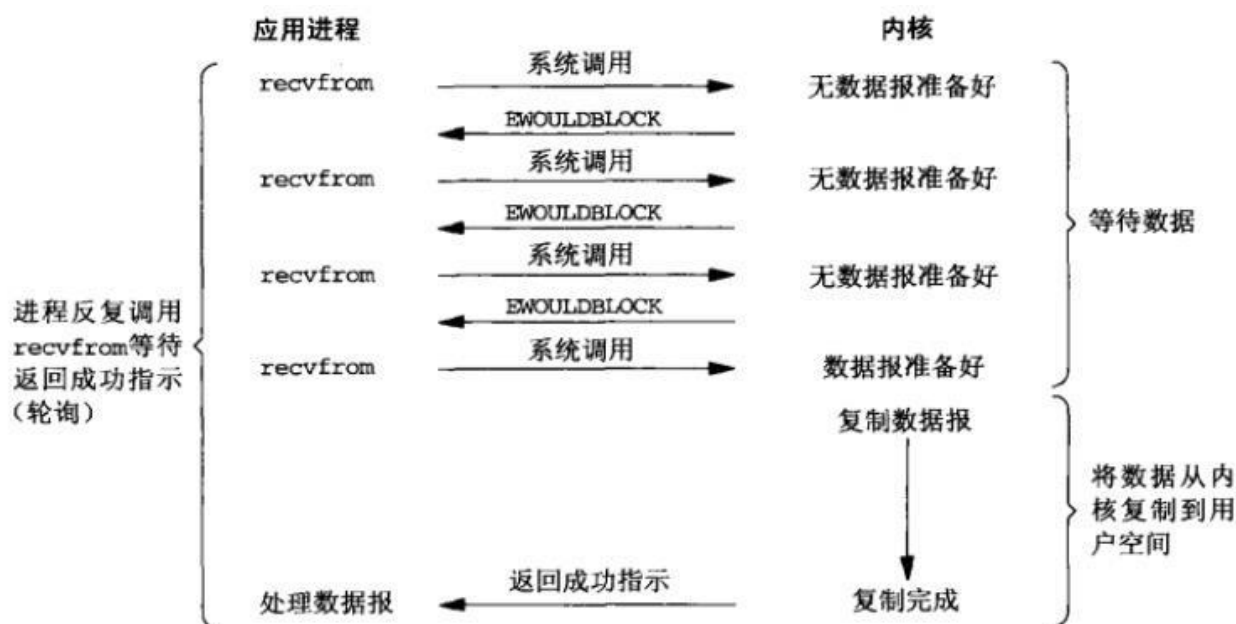 应用进程 内核
recvfrom 系统调用 无数据报准备好
EWOULDBLOCK
recvfrom 系统调用 无数据报准备好
EWOULDBLOCK
等待数据
recvfrom 系统调用 无数据报准备好
EWOULDBLOCK
进程反复调用
recvfrom等待
返回成功指示
(轮询)
recvfrom 系统调用 数据报准备好
复制数据报
将数据从内
核复制到用
户空间
处理数据报 返回成功指示 复制完成